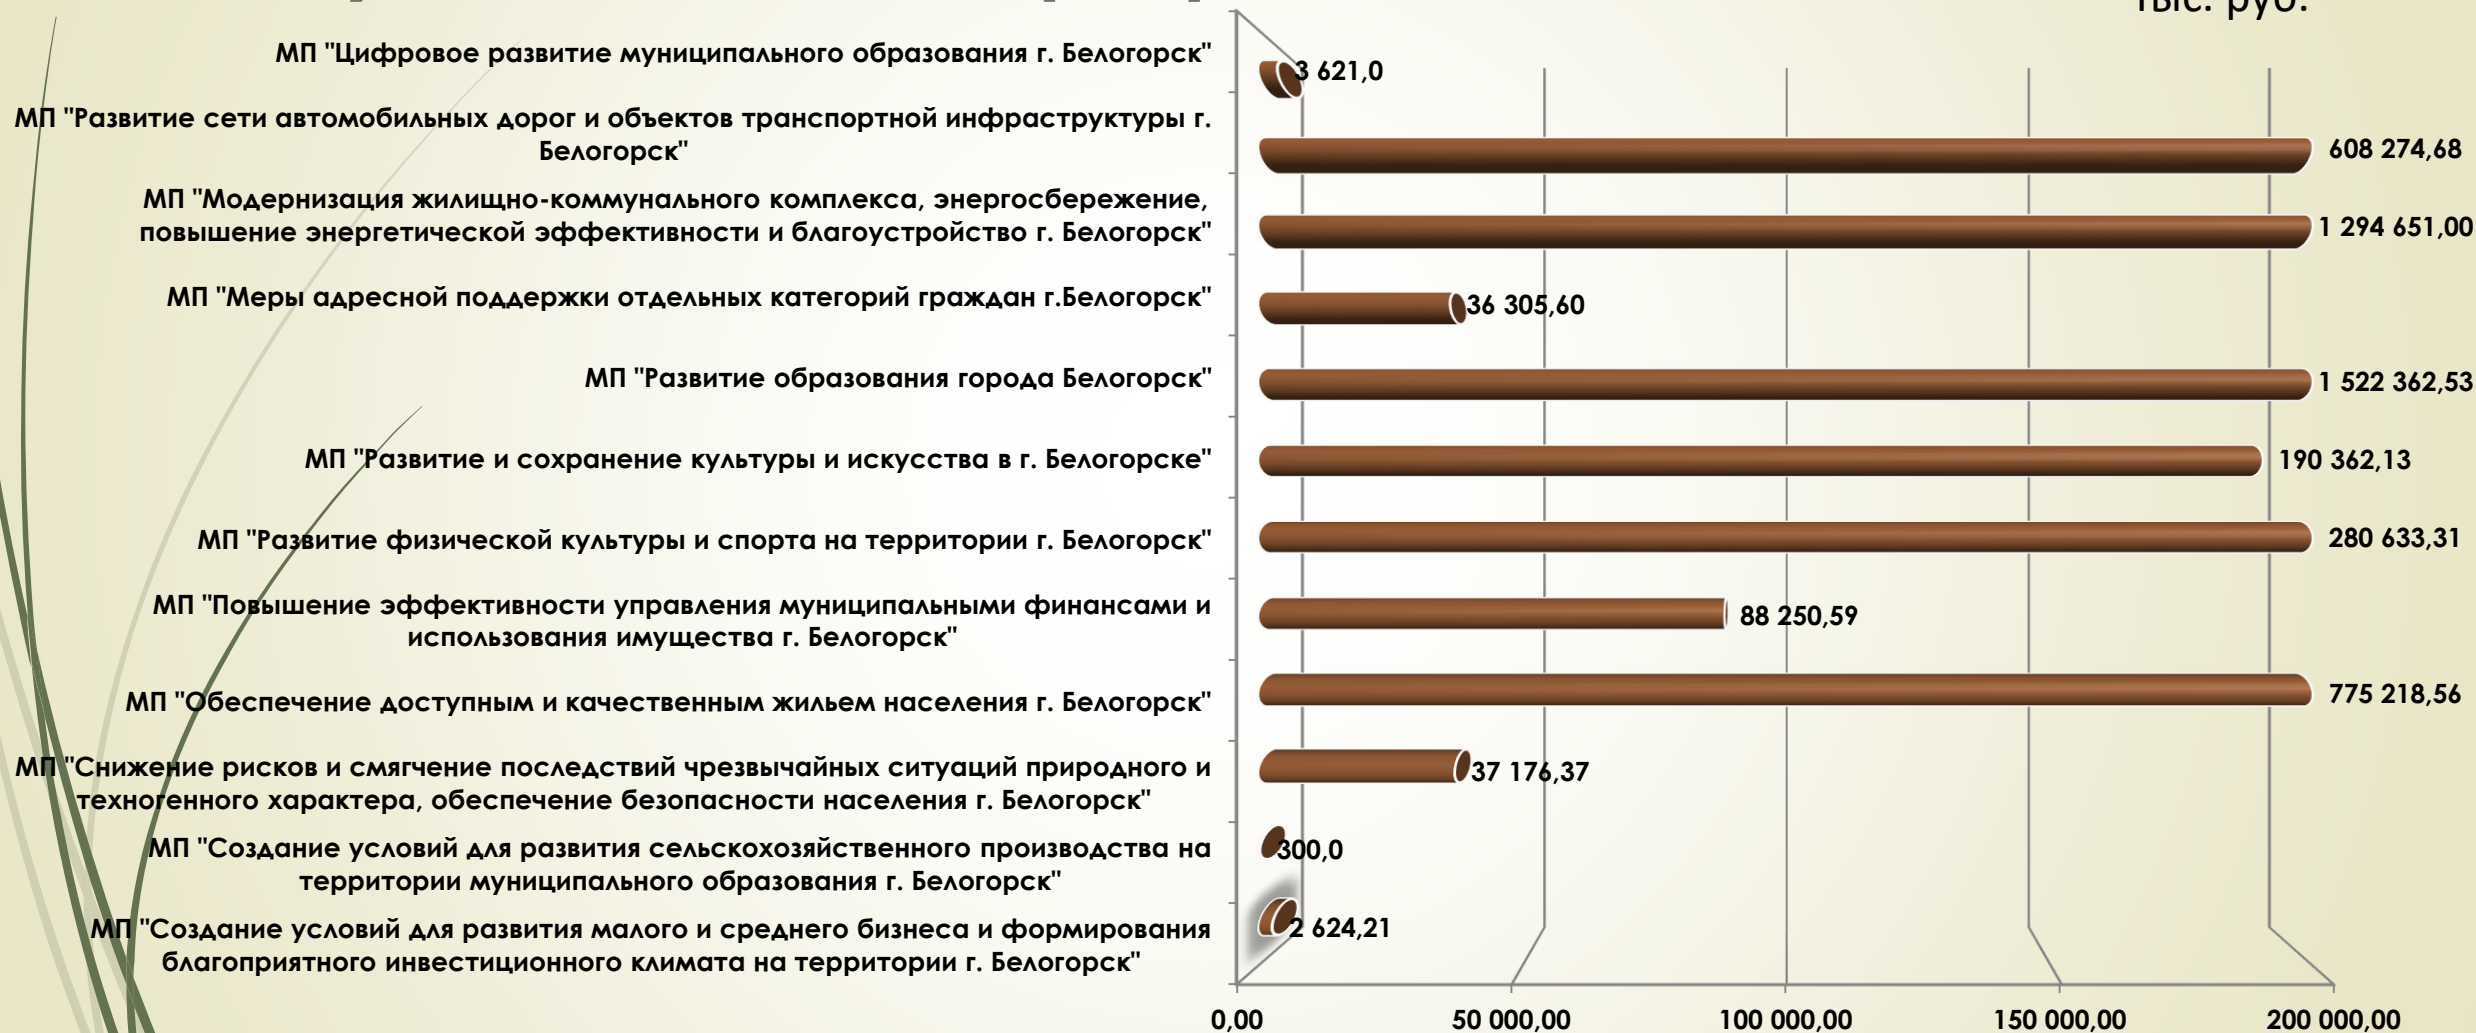 тыс. руб.
МП "Цифровое развитие муниципального образования г. Белогорск"
3 621,0
МП "Развитие сети автомобильных дорог и объектов транспортной инфраструктуры г.
Белогорск"
608 274,68
МП "Модернизация жилищно-коммунального комплекса, энергосбережение,
повышение энергетической эффективности и благоустройство г. Белогорск"
1 294 651,00
МП "Меры адресной поддержки отдельных категорий граждан г.Белогорск"
36 305,60
МП "Развитие образования города Белогорск"
1 522 362,53
МП "Развитие и сохранение культуры и искусства в г. Белогорске"
190 362,13
МП "Развитие физической культуры и спорта на территории г. Белогорск"
280 633,31
МП "Повышение эффективности управления муниципальными финансами и
использования имущества г. Белогорск"
88 250,59
МП "Обеспечение доступным и качественным жильем населения г. Белогорск"
775 218,56
МП "Снижение рисков и смягчение последствий чрезвычайных ситуаций природного и
техногенного характера, обеспечение безопасности населения г. Белогорск"
37 176,37
МП "Создание условий для развития сельскохозяйственного производства на
территории муниципального образования г. Белогорск"
300,0
МП "Создание условий для развития малого и среднего бизнеса и формирования
благоприятного инвестиционного климата на территории г. Белогорск"
2 624,21
0,00 50 000,00 100 000,00 150 000,00 200 000,00